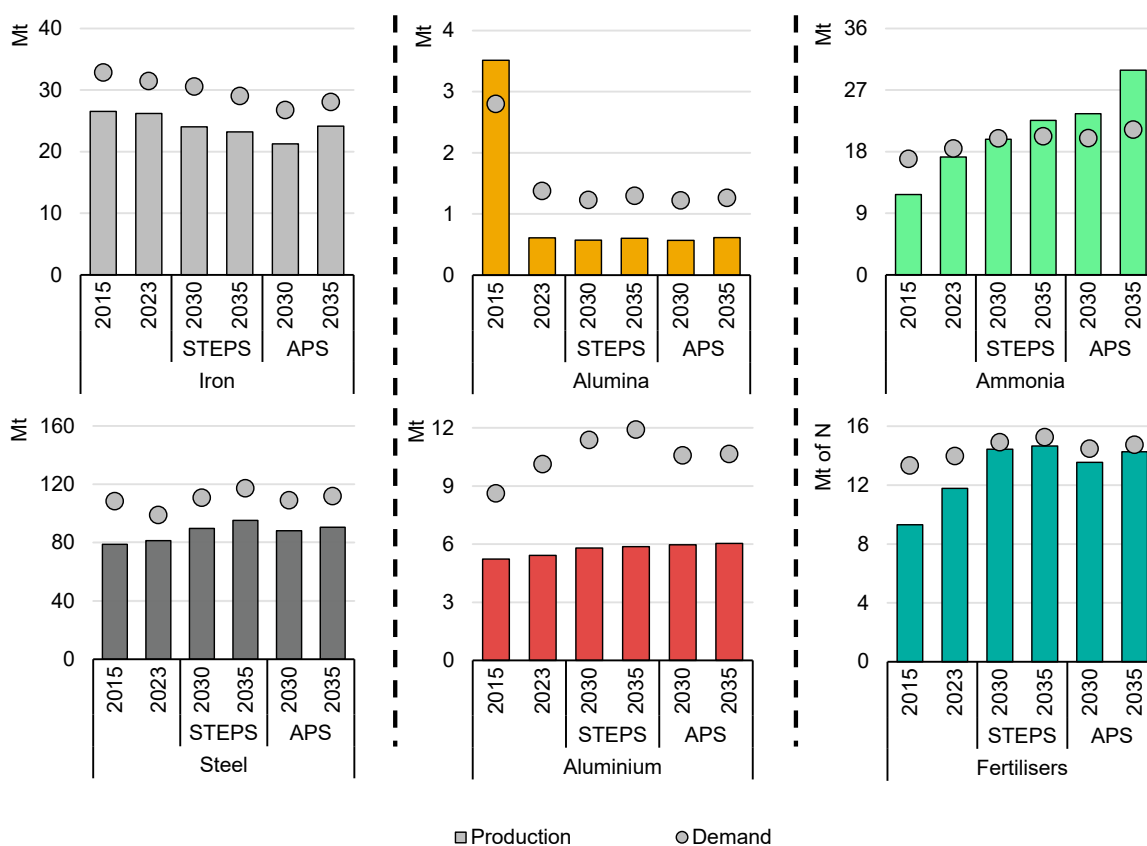 Mt
40
30
20
10
0
2015
2023
2030
2035
2030
2035
STEPS
APS
Iron
Mt
4
3
2
1
0
2015
2023
2030
2035
2030
2035
STEPS
APS
Alumina
Mt
36
27
18
9
0
2015
2023
2030
2035
2030
2035
STEPS
APS
Ammonia
Mt
160
120
80
40
0
2015
2023
2030
2035
2030
2035
STEPS
APS
Steel
Mt
12
9
6
3
0
2015
2023
2030
2035
2030
2035
STEPS
APS
Aluminium
Mt of N
16
12
8
4
0
2015
2023
2030
2035
2030
2035
STEPS
APS
Fertilisers
Production
Demand